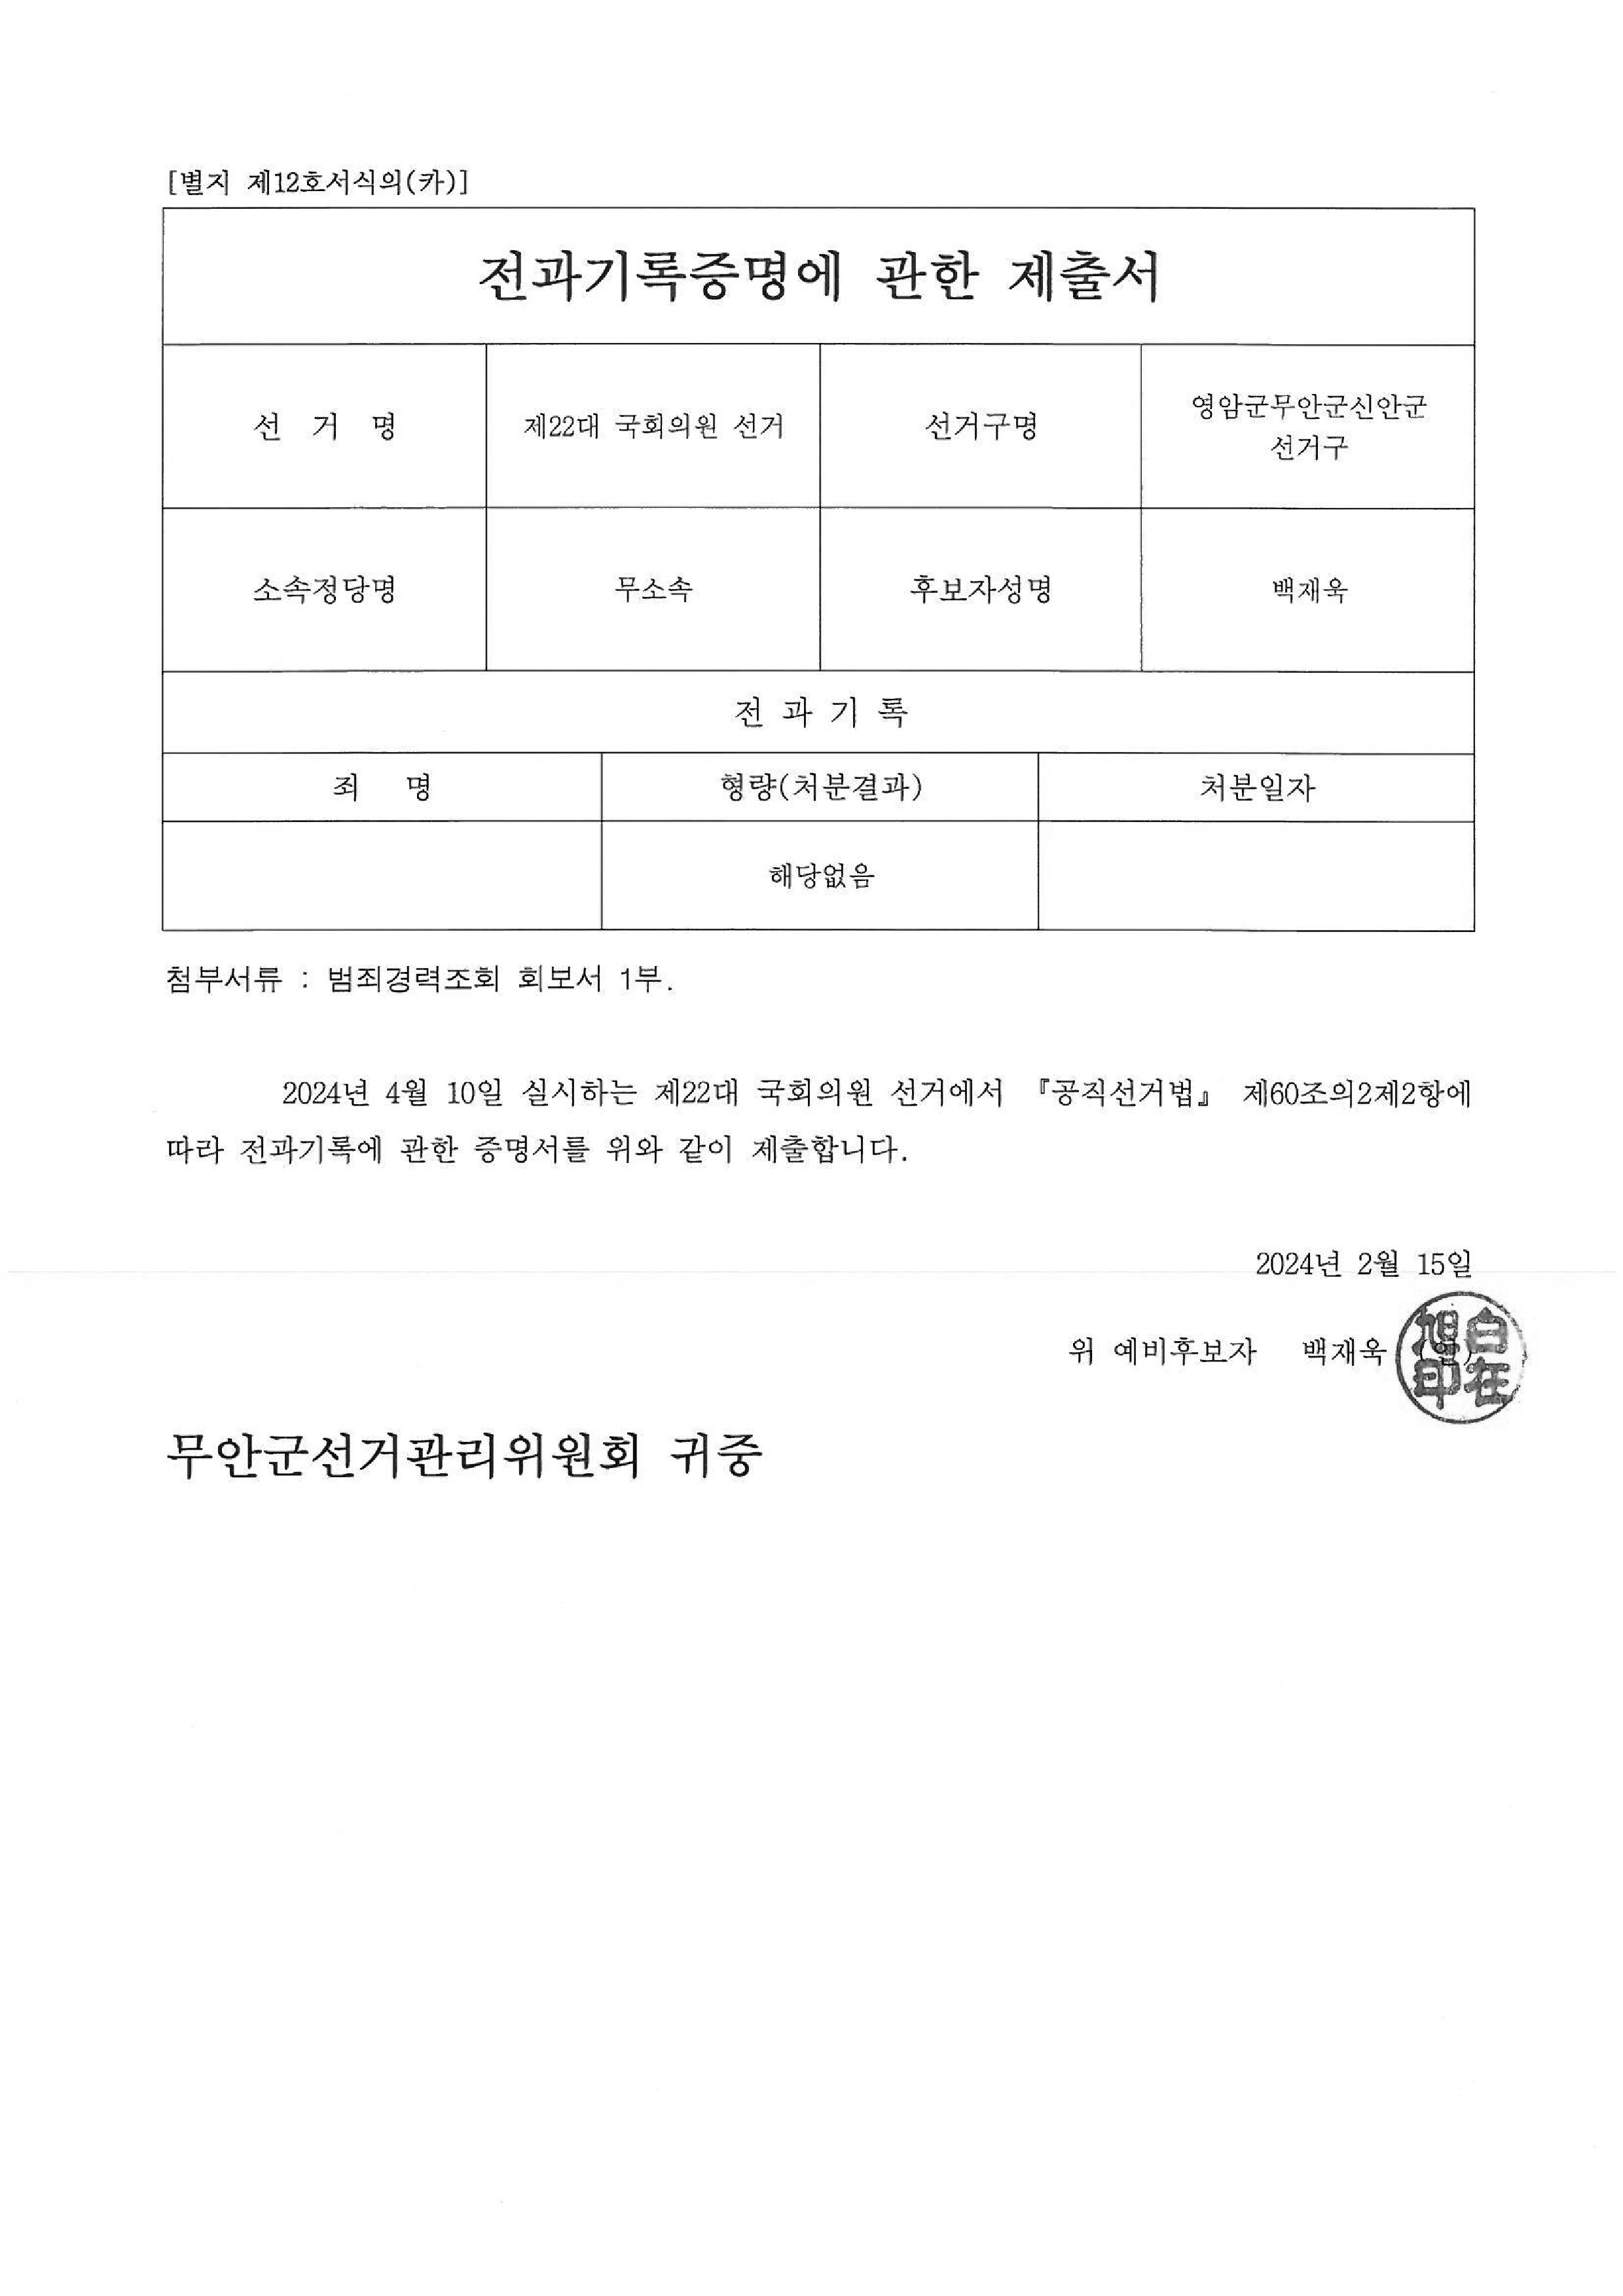 [별지 제12호서식의(카)]
전과기록증명에 관한 제출서
선 거 명 제22대 국회의원 선거 선거구명 영암군무안군신안군
선거구
소속정당명 무소속 후보자성명 백재욱
전 과 기 록
죄 명 형량(처분결과) 처분일자
해당없음
첨부서류 : 범죄경력조회 회보서 1부.
2024년 4월 10일 실시하는 제22대 국회의원 선거에서 『공직선거법』 제60조의2제2항에
따라 전과기록에 관한 증명서를 위와 같이 제출합니다.
2024년 2월 15일
위 예비후보자 백재욱 (인)
白在旭印
무안군선거관리위원회 귀중